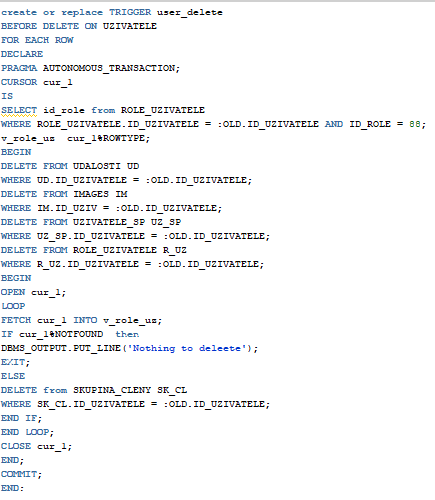 create or replace TRIGGER user_delete
BEFORE DELETE ON UZIVATELE
FOR EACH ROW
DECLARE
PRAGMA AUTONOMOUS_TRANSACTION;
CURSOR cur_1
IS
SELECT id_role from ROLE_UZIVATELE
WHERE ROLE_UZIVATELE.ID_UZIVATELE = :OLD.ID_UZIVATELE AND ID_ROLE = 88;
v_role_us  cur_1%ROWTYPE;
BEGIN
DELETE FROM UDALOSTI UD
WHERE UD.ID_UZIVATELE = :OLD.ID_UZIVATELE;
DELETE FROM IMAGES IM
WHERE IM.ID_UZIV = :OLD.ID_UZIVATELE;
DELETE FROM UZIVATELE_SP UZ_SP
WHERE UZ_SP.ID_UZIVATELE = :OLD.ID_UZIVATELE;
DELETE FROM ROLE_UZIVATELE R_UZ
WHERE R_UZ.ID_UZIVATELE = :OLD.ID_UZIVATELE;
BEGIN
OPEN cur_1;
LOOP
FETCH cur_1 INTO v_role_us;
IF cur_1%NOTFOUND  then
DBMS_OUTPUT.PUT_LINE('Nothing to deleete');
EXIT;
ELSE
DELETE from SKUPINA_CLENY SK_CL
WHERE SK_CL.ID_UZIVATELE = :OLD.ID_UZIVATELE;
END IF;
END LOOP;
CLOSE cur_1;
END;
COMMIT;
END;